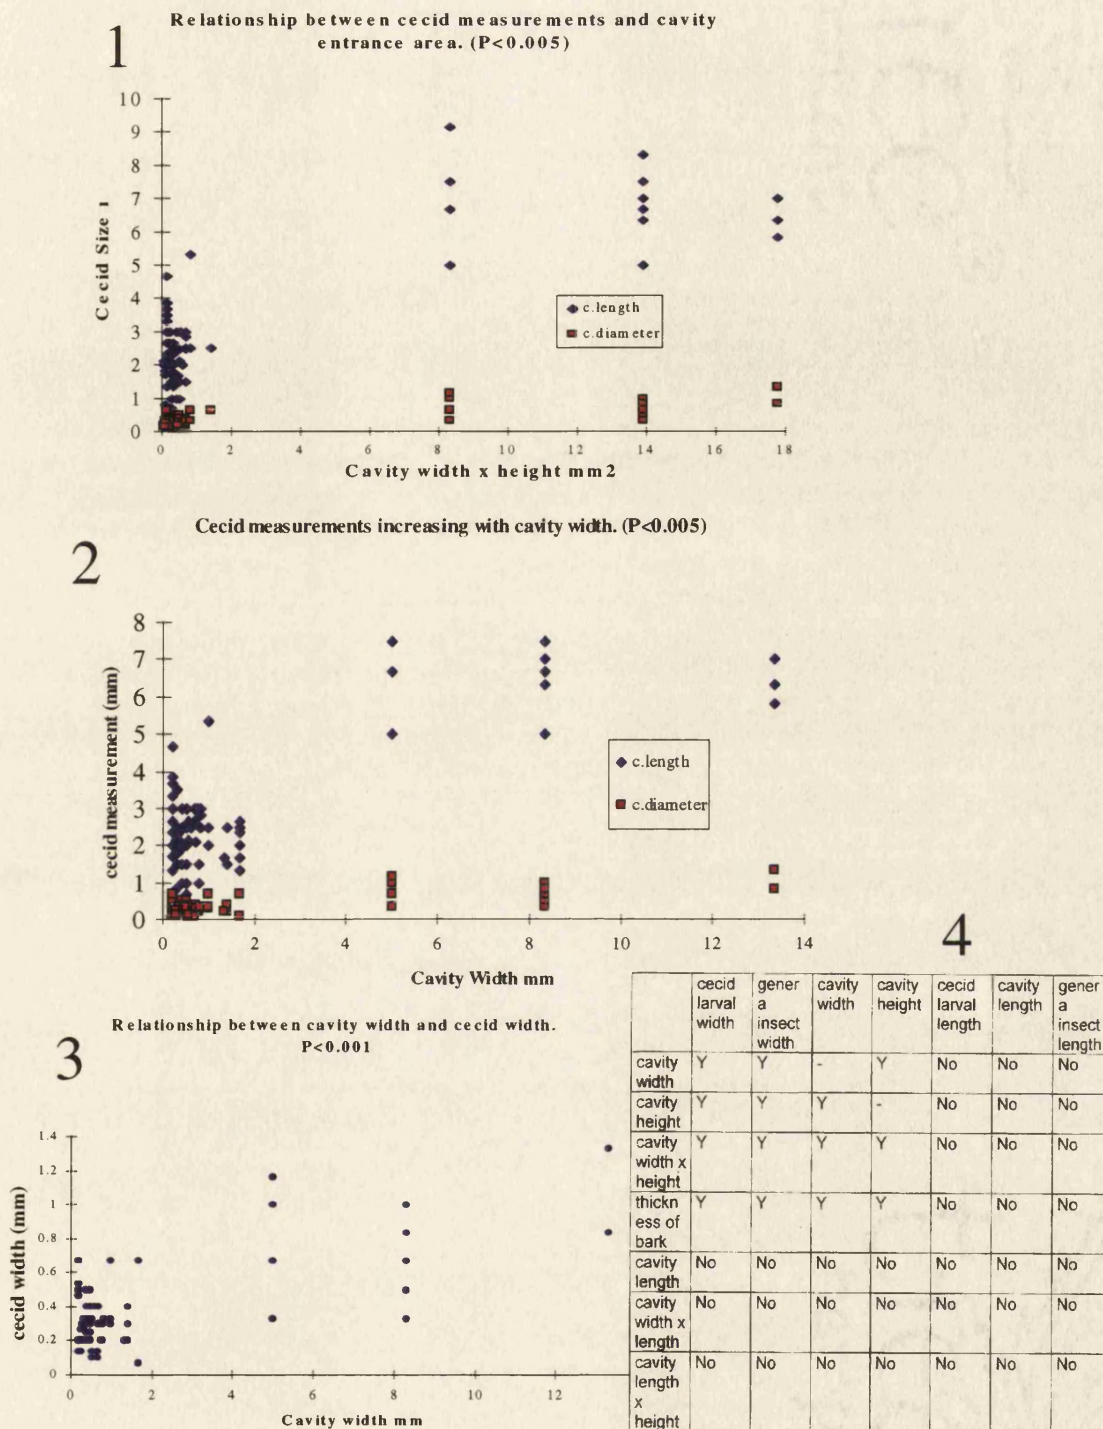 1
Relationship between cecid measurements and cavity
entrance area. (P<0.005)
10
9
8
7
6
5
4
3
2
1
0
Cecid Size
c.length
c.diameter
0 2 4 6 8 10 12 14 16 18
Cavity width x height mm2
2
Cecid measurements increasing with cavity width. (P<0.005)
8
7
6
5
4
3
2
1
0
cecid measurement (mm)
c.length
c.diameter
0 2 4 6 8 10 12 14
Cavity Width mm
3
Relationship between cavity width and cecid width.
P<0.001
1.4
1.2
1
0.8
0.6
0.4
0.2
0
cecid width (mm)
0 2 4 6 8 10 12
Cavity width mm
4
cecid larval width | gener a insect width | cavity width | cavity height | cecid larval length | cavity length | gener a insect length
cavity width | Y | Y | - | Y | No | No | No
cavity height | Y | Y | Y | - | No | No | No
cavity width x height | Y | Y | Y | Y | No | No | No
thickn ess of bark | Y | Y | Y | Y | No | No | No
cavity length | No | No | No | No | No | No | No
cavity width x length | No | No | No | No | No | No | No
cavity length x height | No | No | No | No | No | No | No